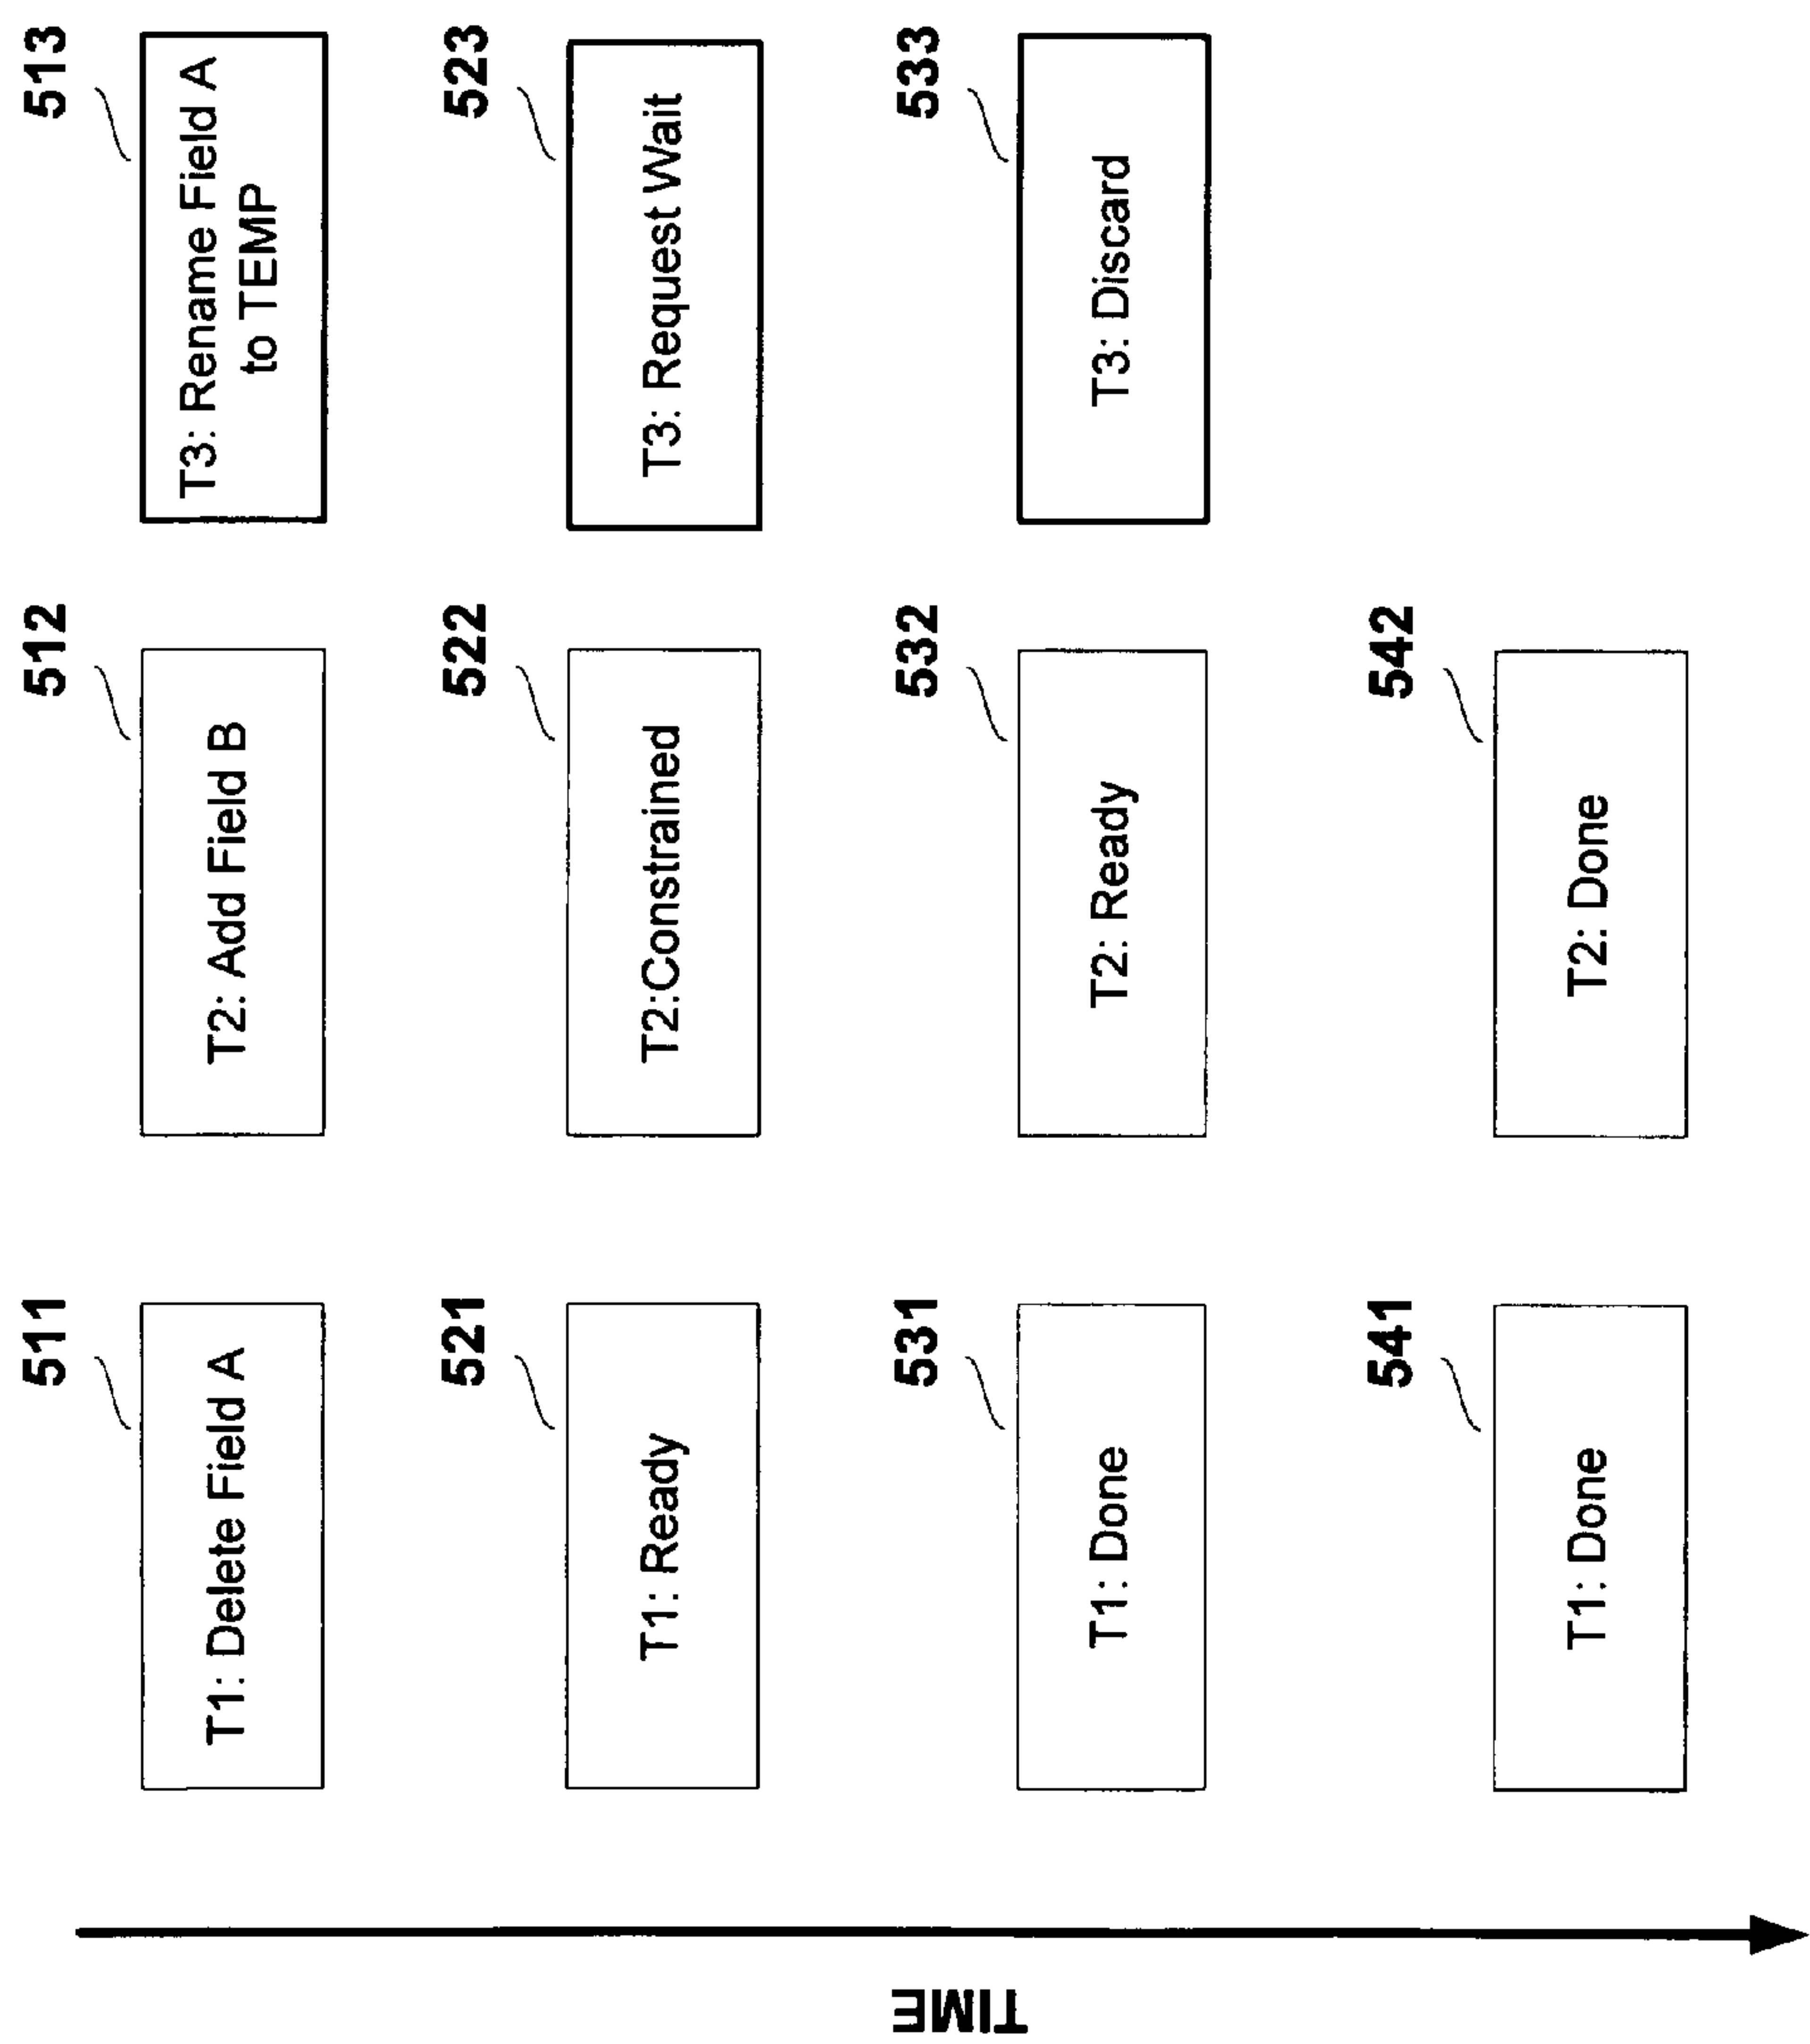 TIME
511
512
513
T1: Delete Field A
T2: Add Field B
T3: Rename Field A
to TEMP
521
522
523
T1: Ready
T2:Constrained
T3: Request Wait
531
532
533
T1: Done
T2: Ready
T3: Discard
541
542
T1: Done
T2: Done